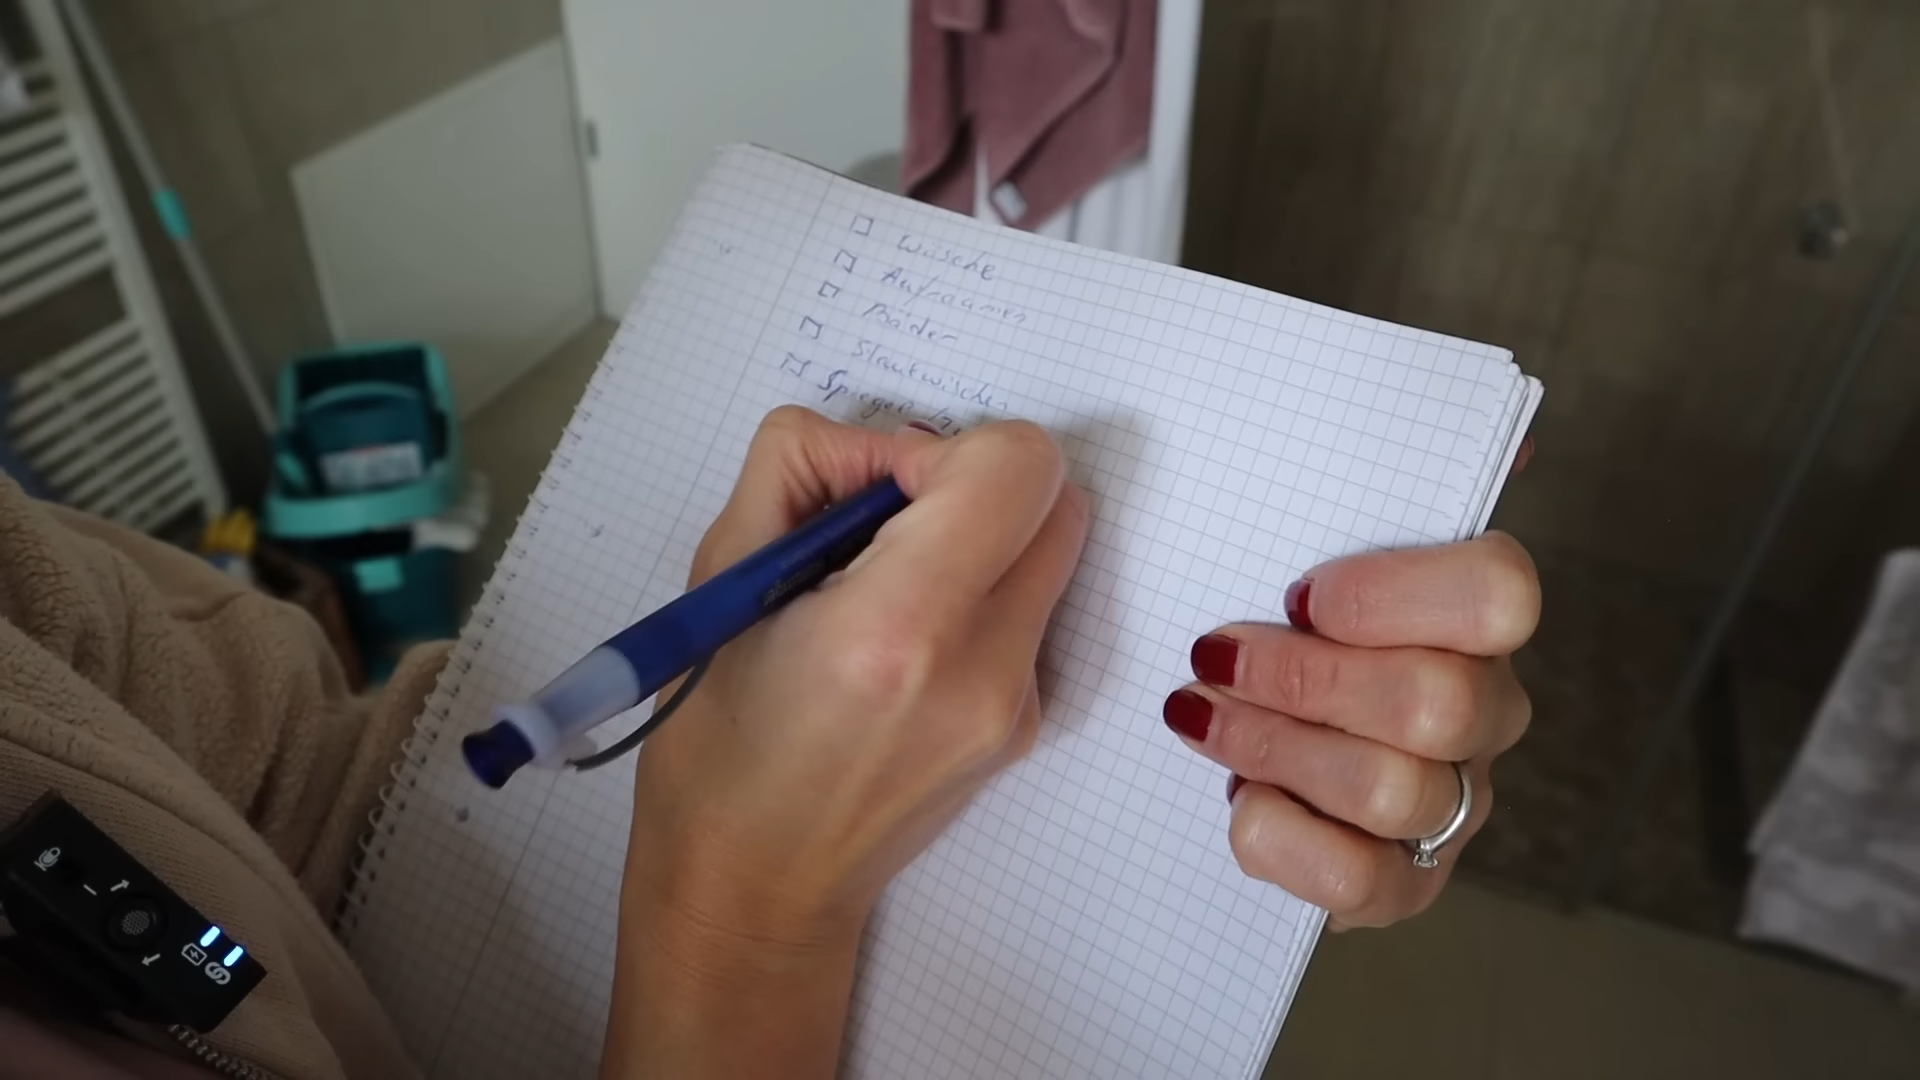 ☐ Wäsche
☐ Aufräumen
☐ Bäder
☐ Staubwischen
☐ Spiegel /